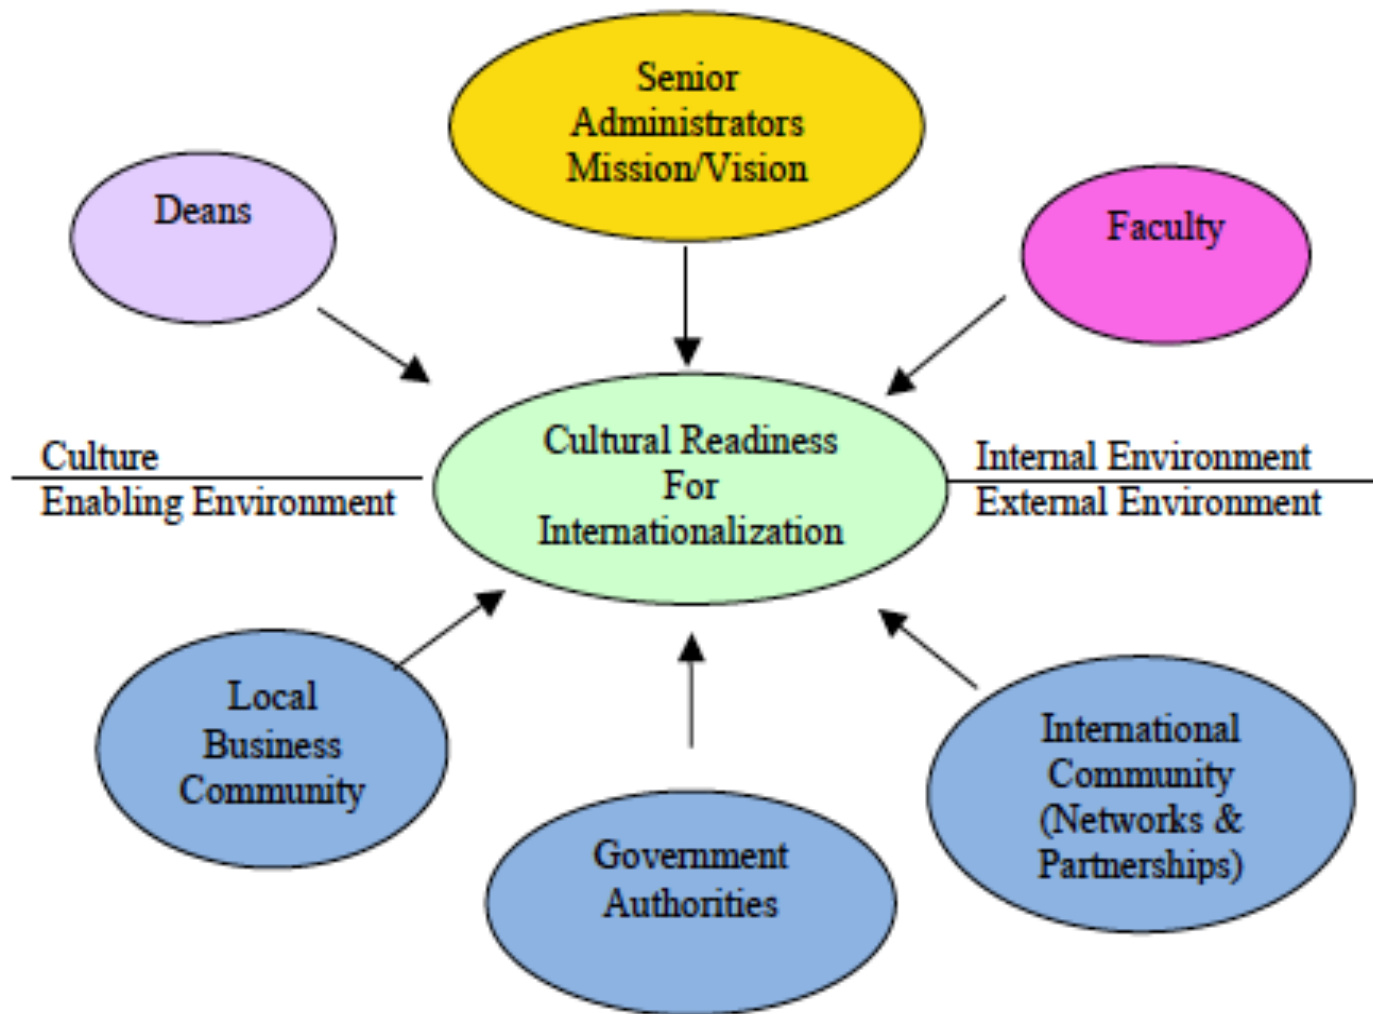 Senior
Administrators
Mission/Vision
Deans
Faculty
Cultural Readiness
For
Internationalization
Culture
Enabling Environment
Internal Environment
External Environment
Local
Business
Community
Government
Authorities
International
Community
(Networks &
Partnerships)